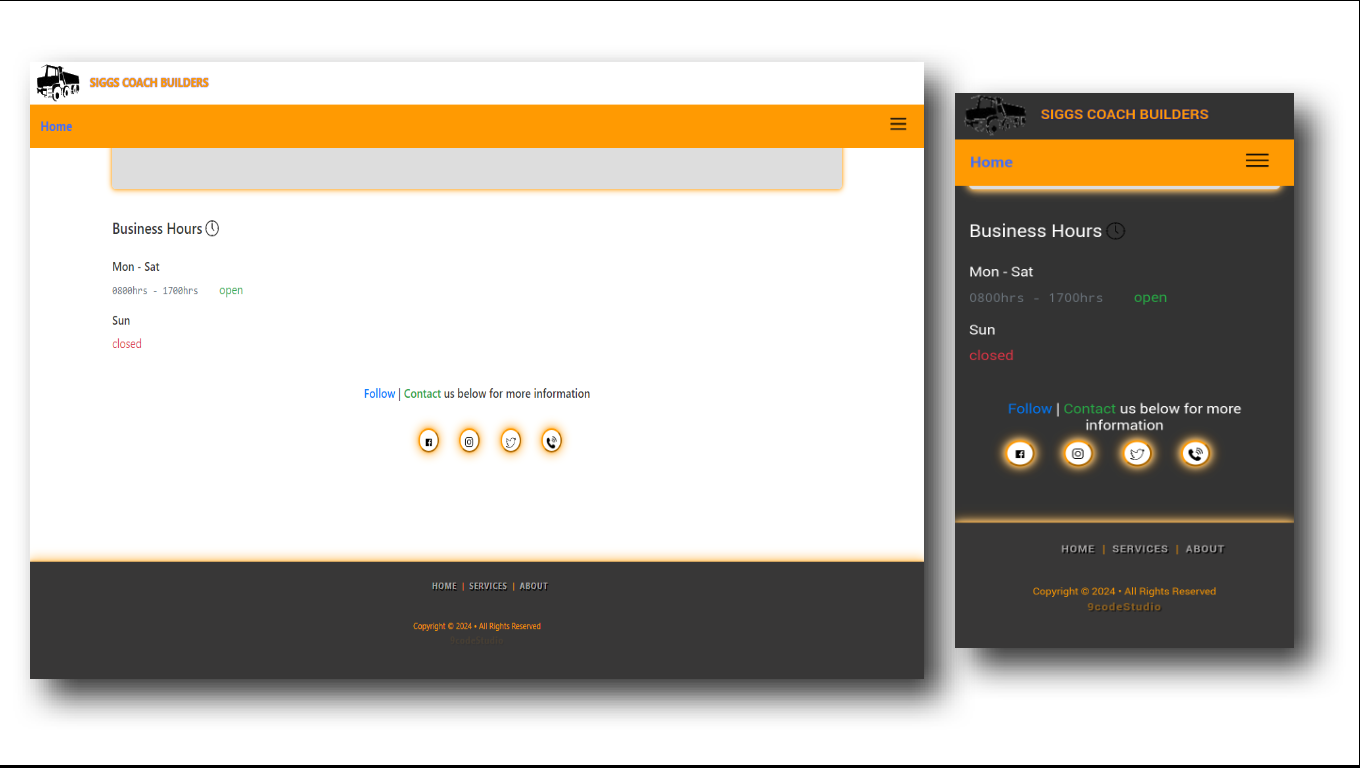 SIGGS COACH BUILDERS
Home
Business Hours
Mon - Sat
0800hrs - 1700hrs open
Sun
closed
Follow | Contact us below for more information
HOME | SERVICES | ABOUT
Copyright © 2024 • All Rights Reserved
9codeStudio
SIGGS COACH BUILDERS
Home
Business Hours
Mon - Sat
0800hrs - 1700hrs open
Sun
closed
Follow | Contact us below for more
information
HOME | SERVICES | ABOUT
Copyright © 2024 • All Rights Reserved
9codeStudio